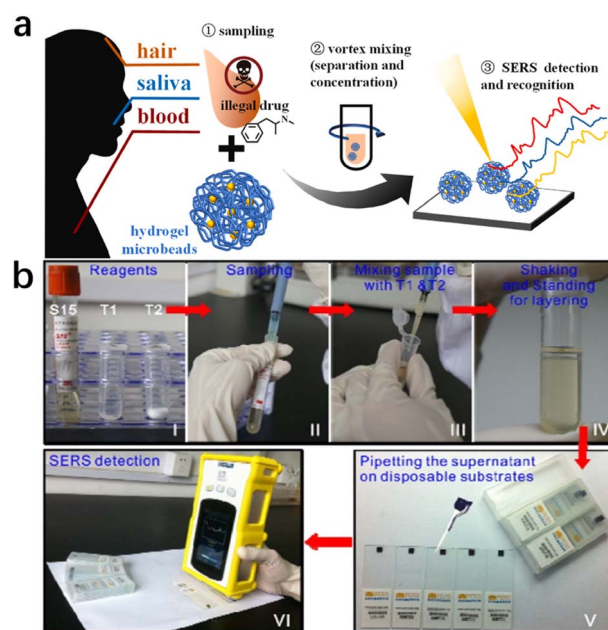 a
hair
saliva
blood
① sampling
illegal drug
hydrogel
microbeads
② vortex mixing
(separation and
concentration)
③ SERS detection
and recognition
b
Reagents
S15 T1 T2
I
Sampling
II
Mixing sample
with T1 &T2
III
Shaking
and Standing
for layering
IV
SERS detection
VI
Pipetting the supernatant
on disposable substrates
V